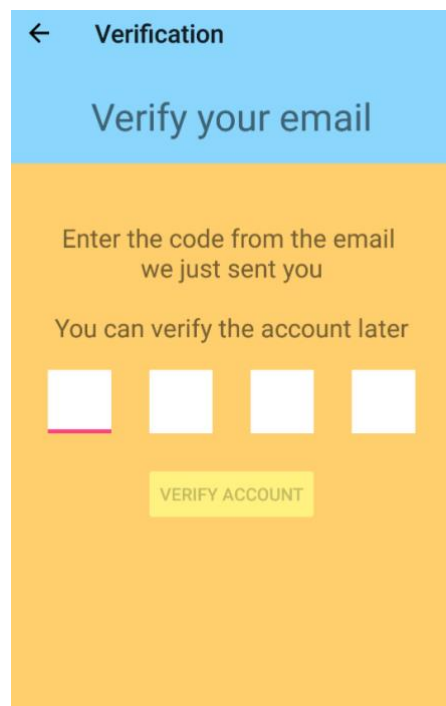 Verification
Verify your email
Enter the code from the email
we just sent you
You can verify the account later
VERIFY ACCOUNT